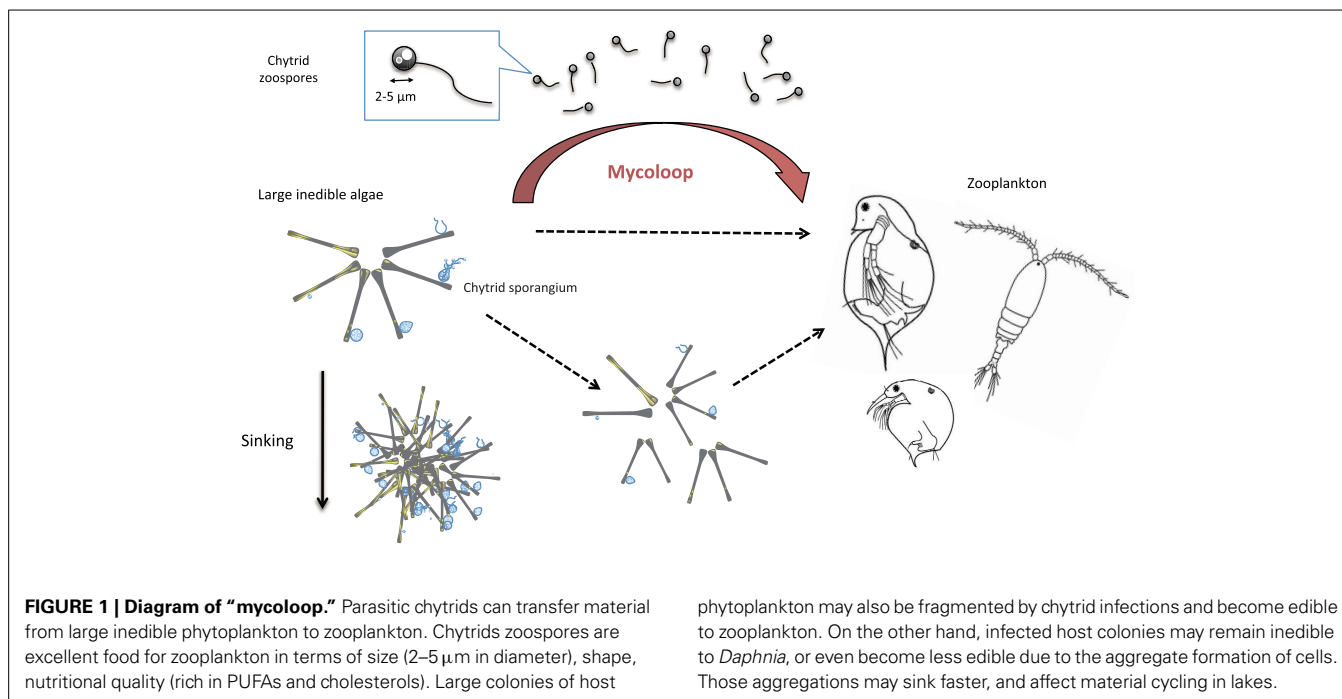 Chytrid
zoospores
2-5 µm
Mycoloop
Large inedible algae
Zooplankton
Chytrid sporangium
Sinking
FIGURE 1 | Diagram of “mycoloop.” Parasitic chytrids can transfer material
from large inedible phytoplankton to zooplankton. Chytrids zoospores are
excellent food for zooplankton in terms of size (2–5 µm in diameter), shape,
nutritional quality (rich in PUFAs and cholesterols). Large colonies of host
phytoplankton may also be fragmented by chytrid infections and become edible
to zooplankton. On the other hand, infected host colonies may remain inedible
to Daphnia, or even become less edible due to the aggregate formation of cells.
Those aggregations may sink faster, and affect material cycling in lakes.